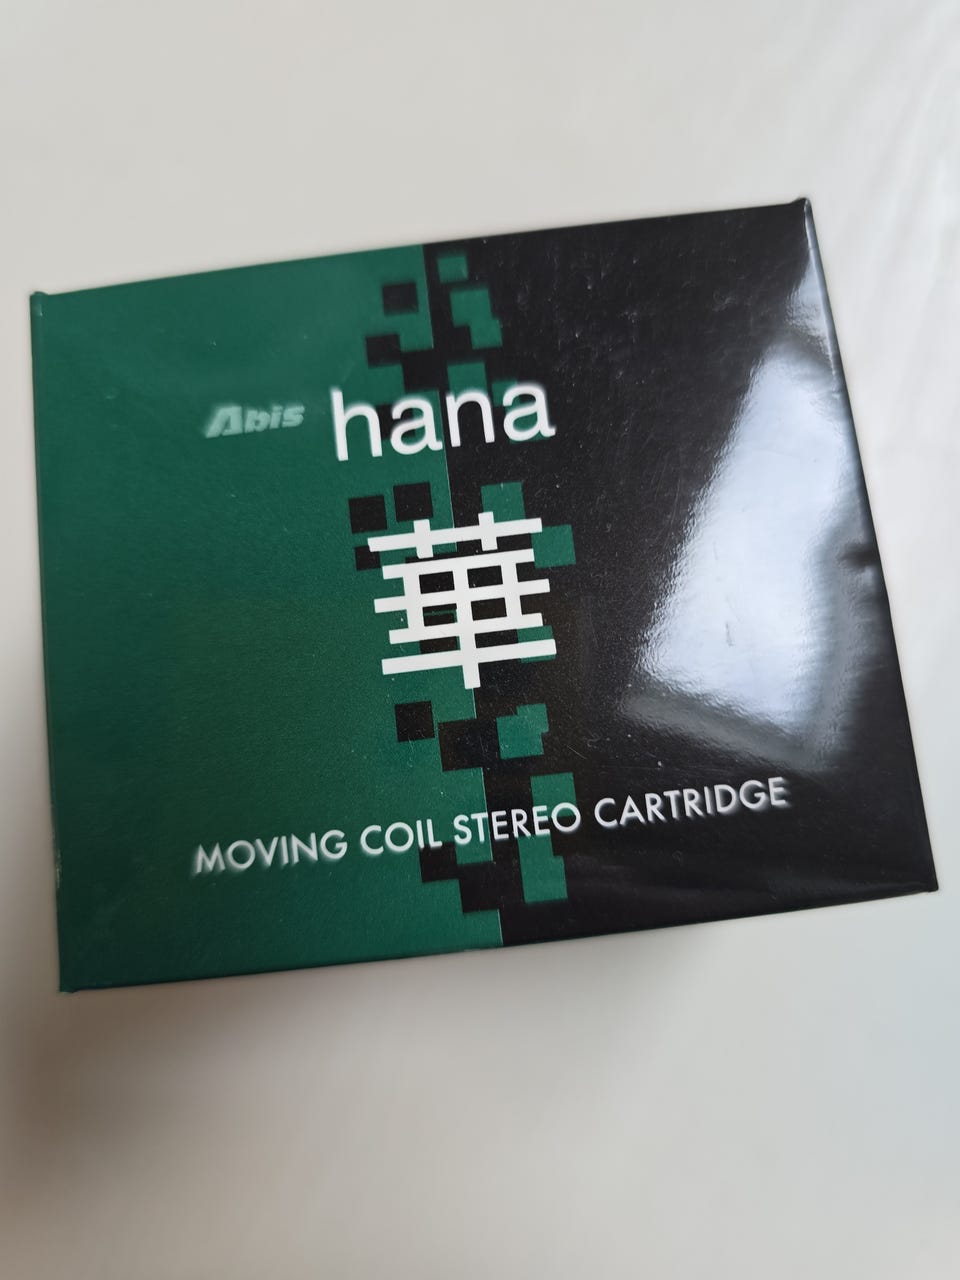 Abis hana
華
MOVING COIL STEREO CARTRIDGE